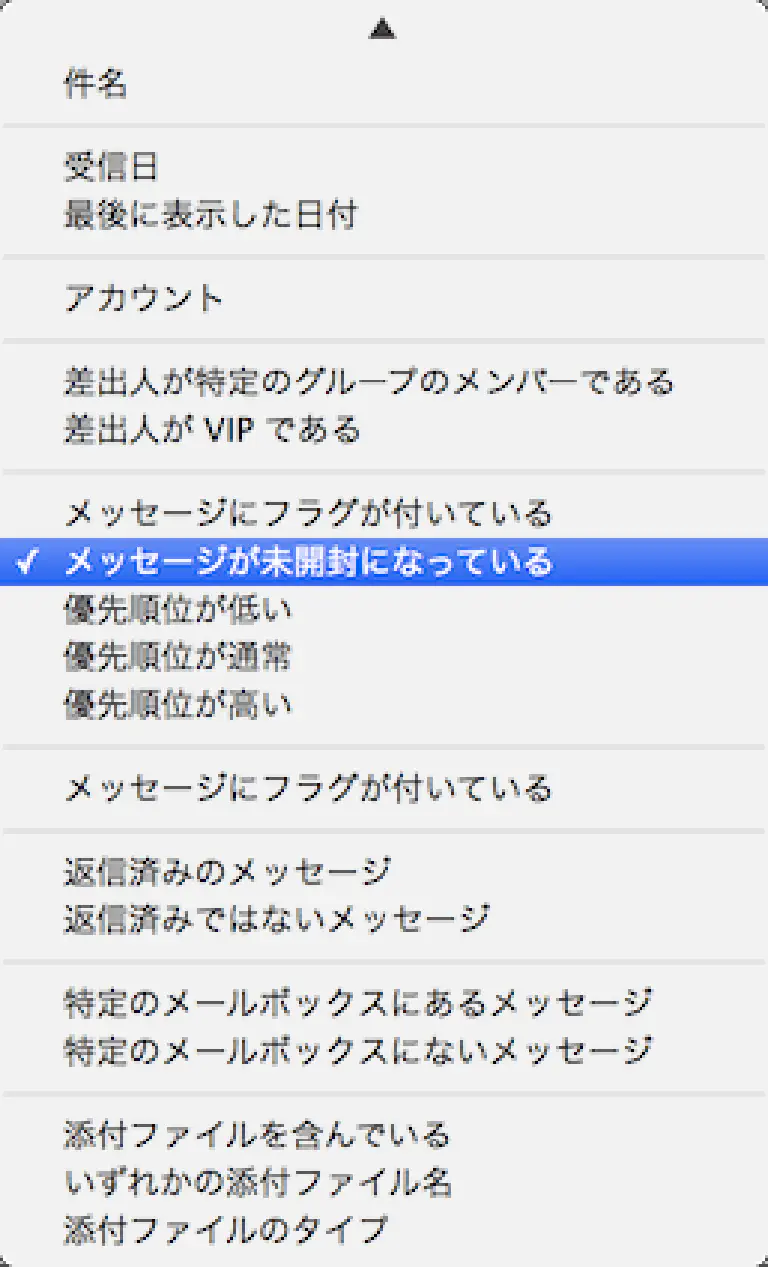 件名
受信日
最後に表示した日付
アカウント
差出人が特定のグループのメンバーである
差出人が VIP である
メッセージにフラグが付いている
✓ メッセージが未開封になっている
優先順位が低い
優先順位が通常
優先順位が高い
メッセージにフラグが付いている
返信済みのメッセージ
返信済みではないメッセージ
特定のメールボックスにあるメッセージ
特定のメールボックスにないメッセージ
添付ファイルを含んでいる
いずれかの添付ファイル名
添付ファイルのタイプ